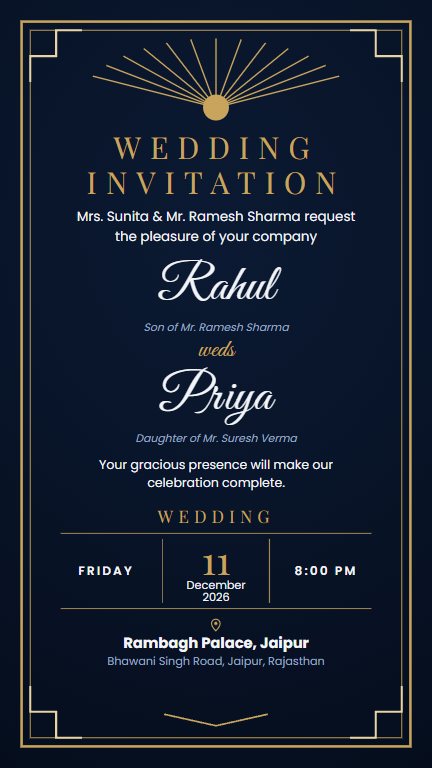 WEDDING
INVITATION
Mrs. Sunita & Mr. Ramesh Sharma request
the pleasure of your company
Rahul
Son of Mr. Ramesh Sharma
weds
Priya
Daughter of Mr. Suresh Verma
Your gracious presence will make our
celebration complete.
WEDDING
FRIDAY
11
December
2026
8:00 PM
Rambagh Palace, Jaipur
Bhawani Singh Road, Jaipur, Rajasthan